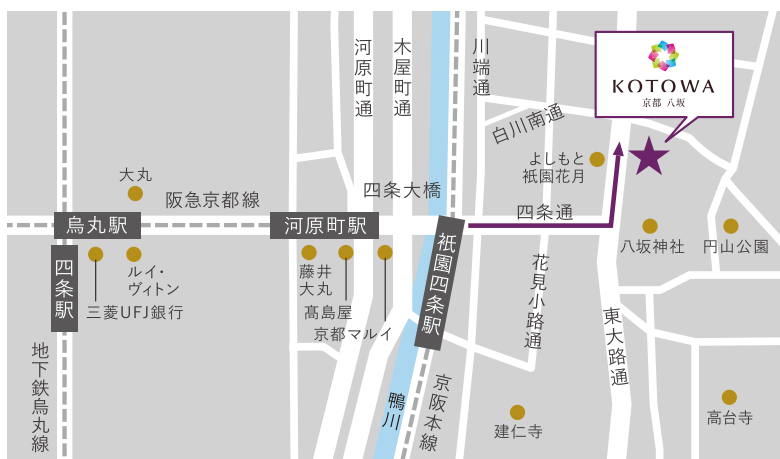 河原町通
木屋町通
川端通
KOTOWA
京都 八坂
白川南通
よしもと
祇園花月
大丸
阪急京都線
四条大橋
四条通
烏丸駅
河原町駅
祇園四条駅
八坂神社
円山公園
四条駅
ルイ・
ヴィトン
三菱UFJ銀行
藤井
大丸
髙島屋
京都マルイ
花見小路通
東大路通
地下鉄烏丸線
鴨川
京阪本線
建仁寺
高台寺